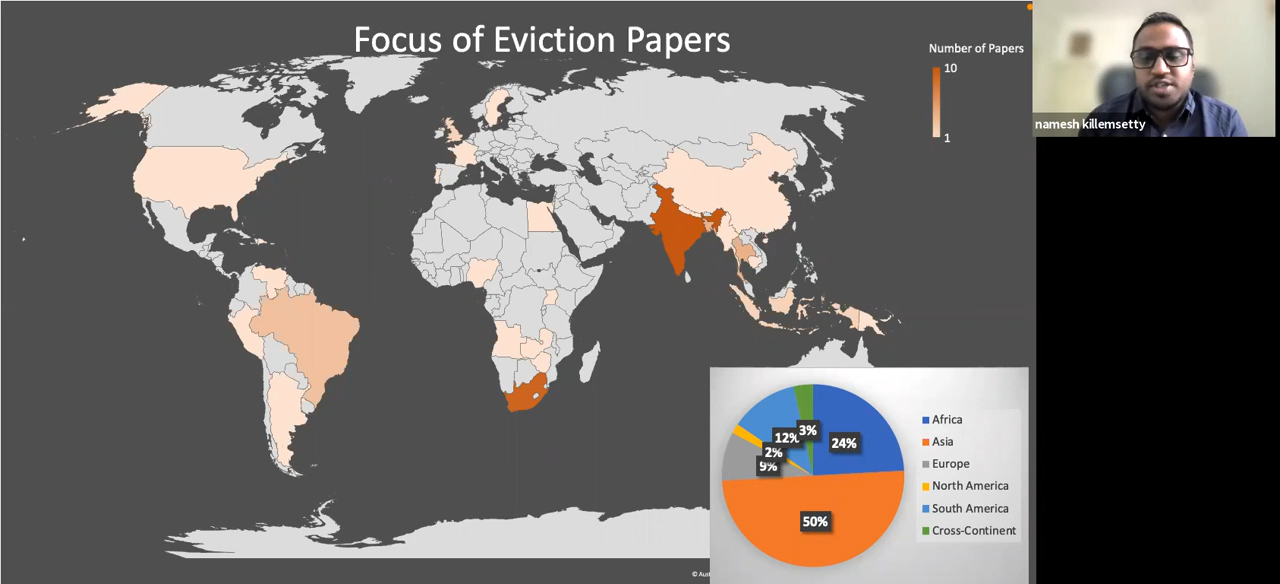 Focus of Eviction Papers
Number of Papers
10
1
namesh killemsetty
3%
12%
24%
2%
9%
50%
Africa
Asia
Europe
North America
South America
Cross-Continent